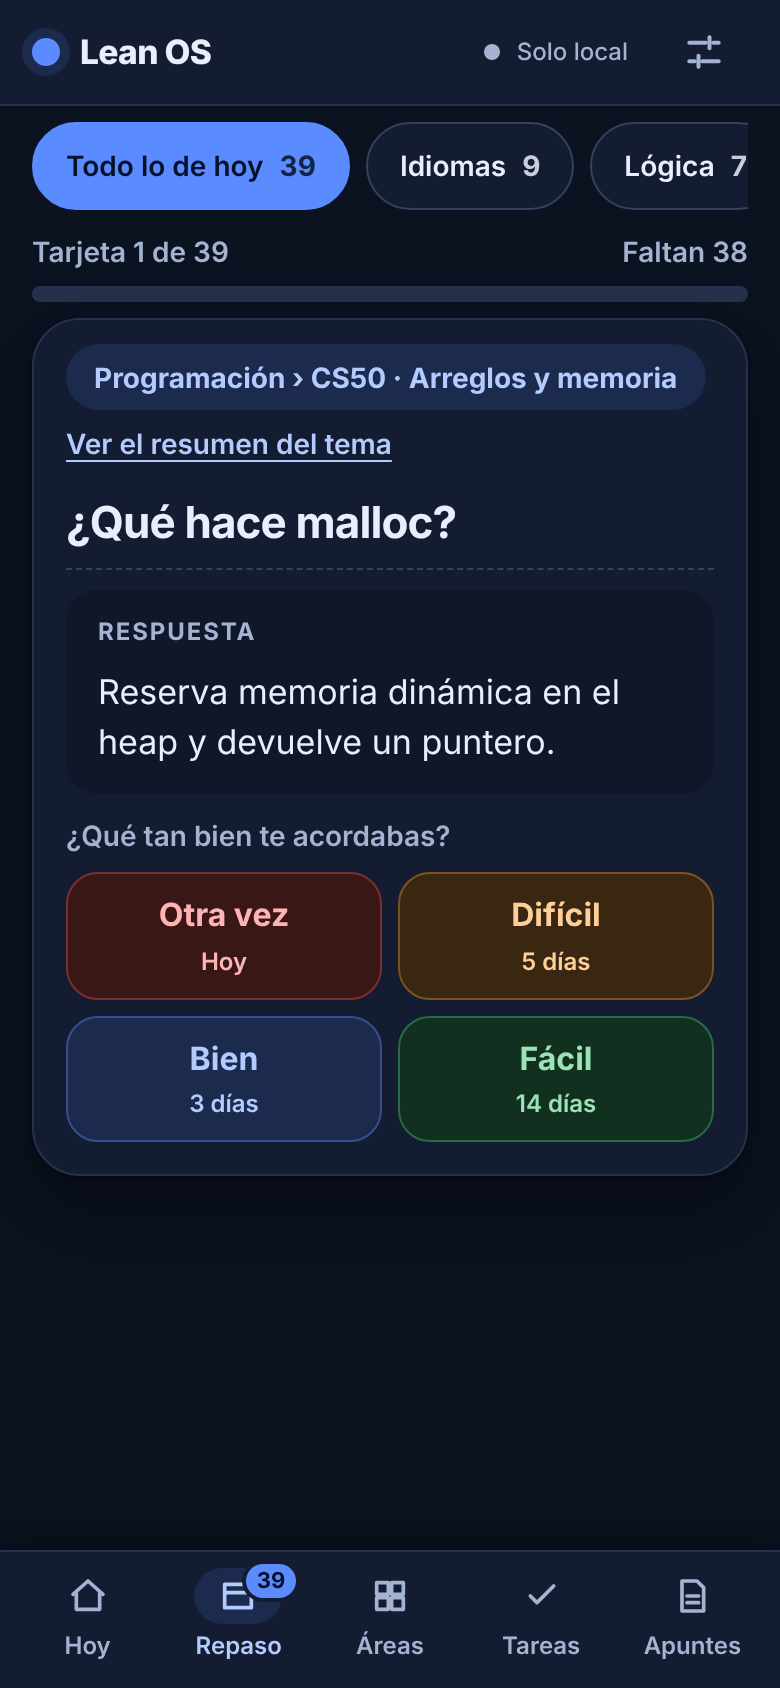 Lean OS
Solo local
Todo lo de hoy 39
Idiomas 9
Lógica 7
Tarjeta 1 de 39
Faltan 38
Programación › CS50 · Arreglos y memoria
Ver el resumen del tema
¿Qué hace malloc?
RESPUESTA
Reserva memoria dinámica en el
heap y devuelve un puntero.
¿Qué tan bien te acordabas?
Otra vez
Hoy
Difícil
5 días
Bien
3 días
Fácil
14 días
39
Hoy
Repaso
Áreas
Tareas
Apuntes